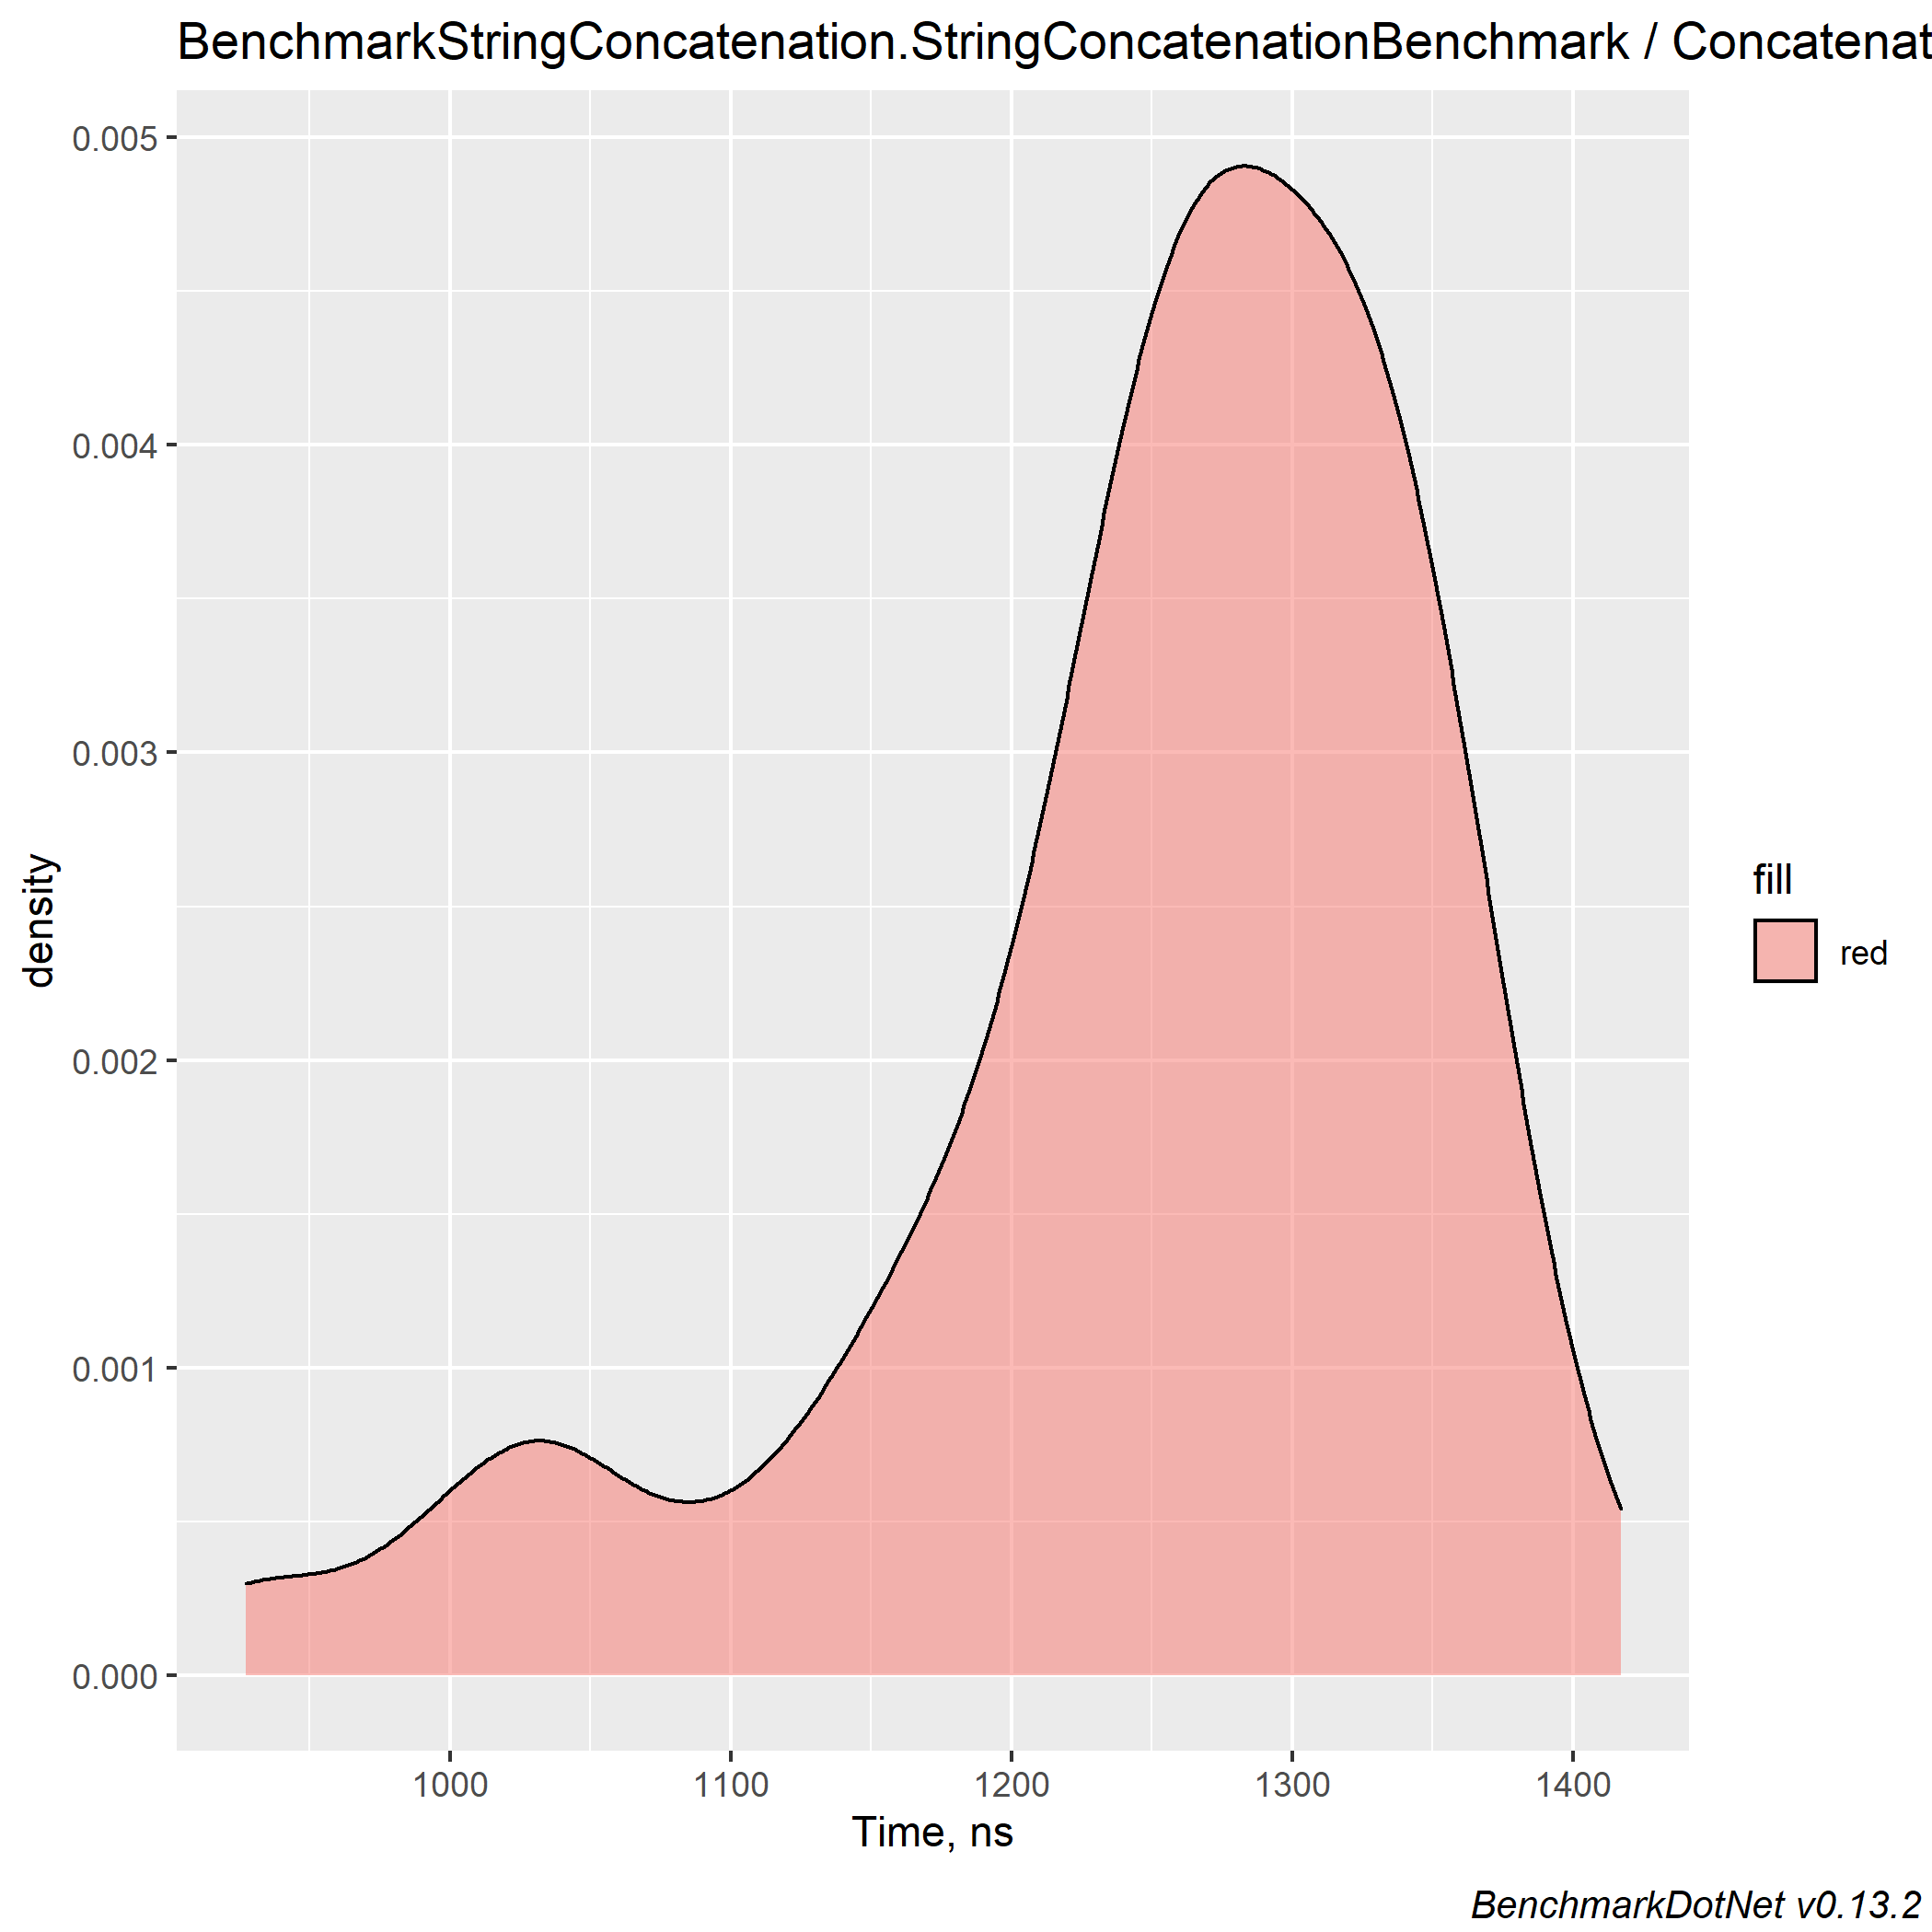 BenchmarkStringConcatenation.StringConcatenationBenchmark / Concatenat
0.005
0.004
0.003
0.002
0.001
0.000
density
1000 1100 1200 1300 1400
Time, ns
fill
red
BenchmarkDotNet v0.13.2